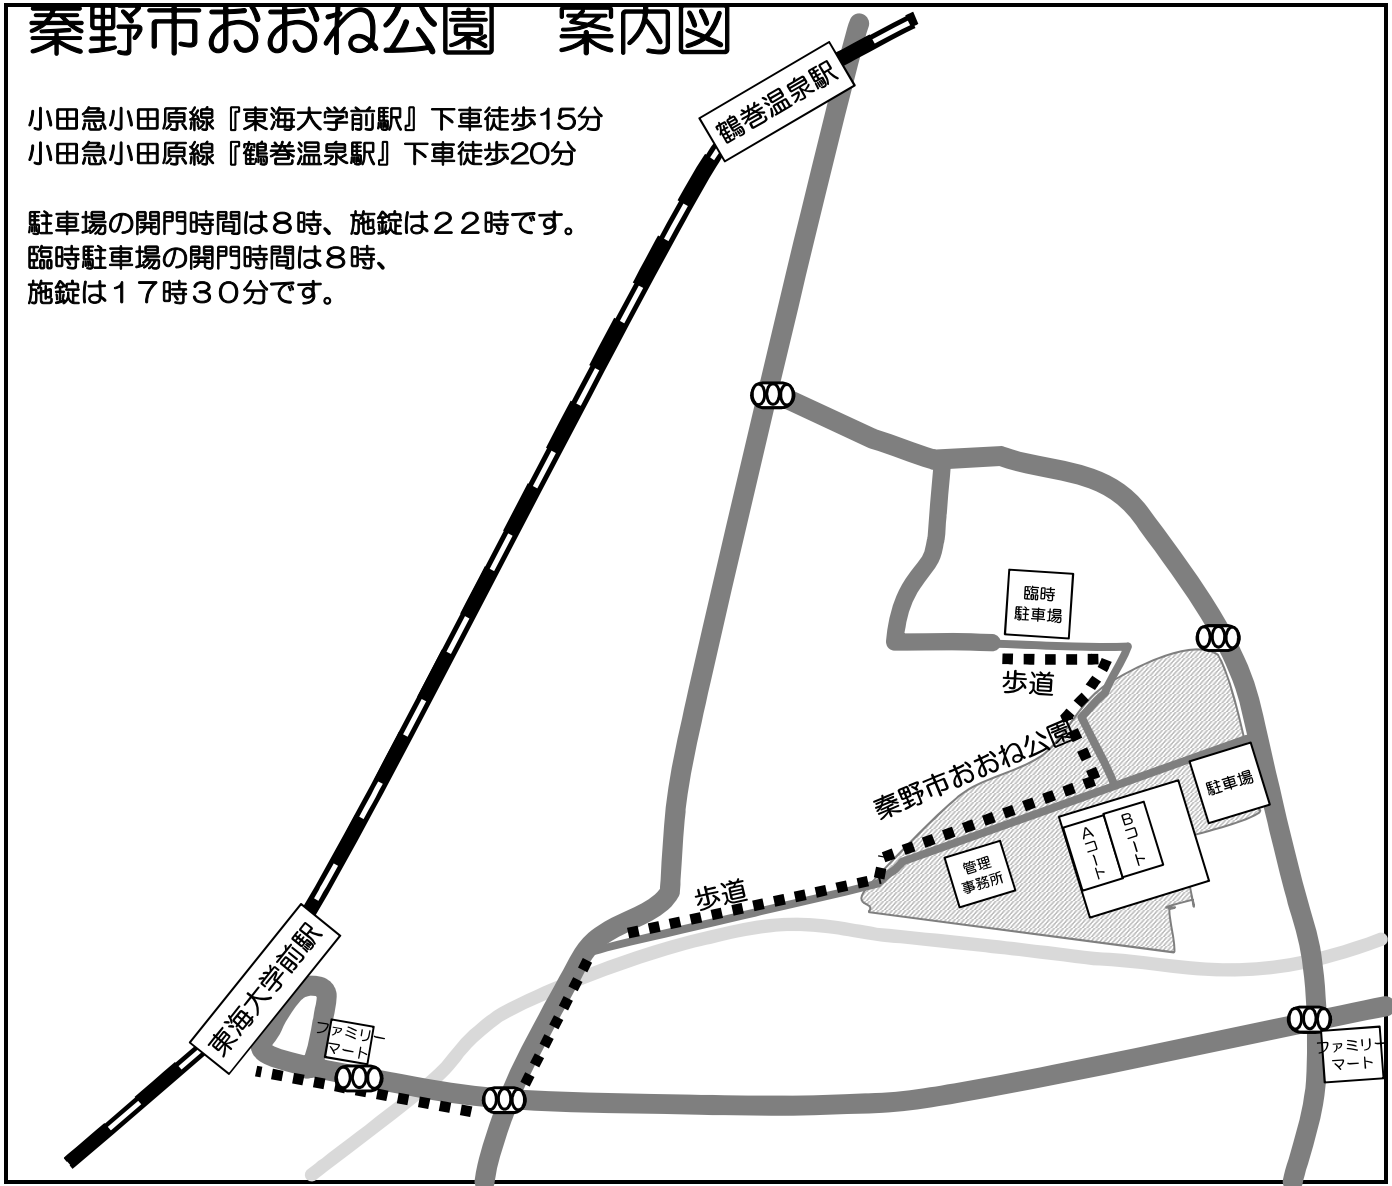 秦野市おおね公園　案内図
小田急小田原線『東海大学前駅』下車徒歩15分
小田急小田原線『鶴巻温泉駅』下車徒歩20分
駐車場の開門時間は８時、施錠は２２時です。
臨時駐車場の開門時間は８時、
施錠は１７時３０分です。
鶴巻温泉駅
臨時
駐車場
歩道
秦野市おおね公園
駐車場
Aコート
Bコート
管理
事務所
歩道
東海大学前駅
ファミリー
マート
ファミリー
マート